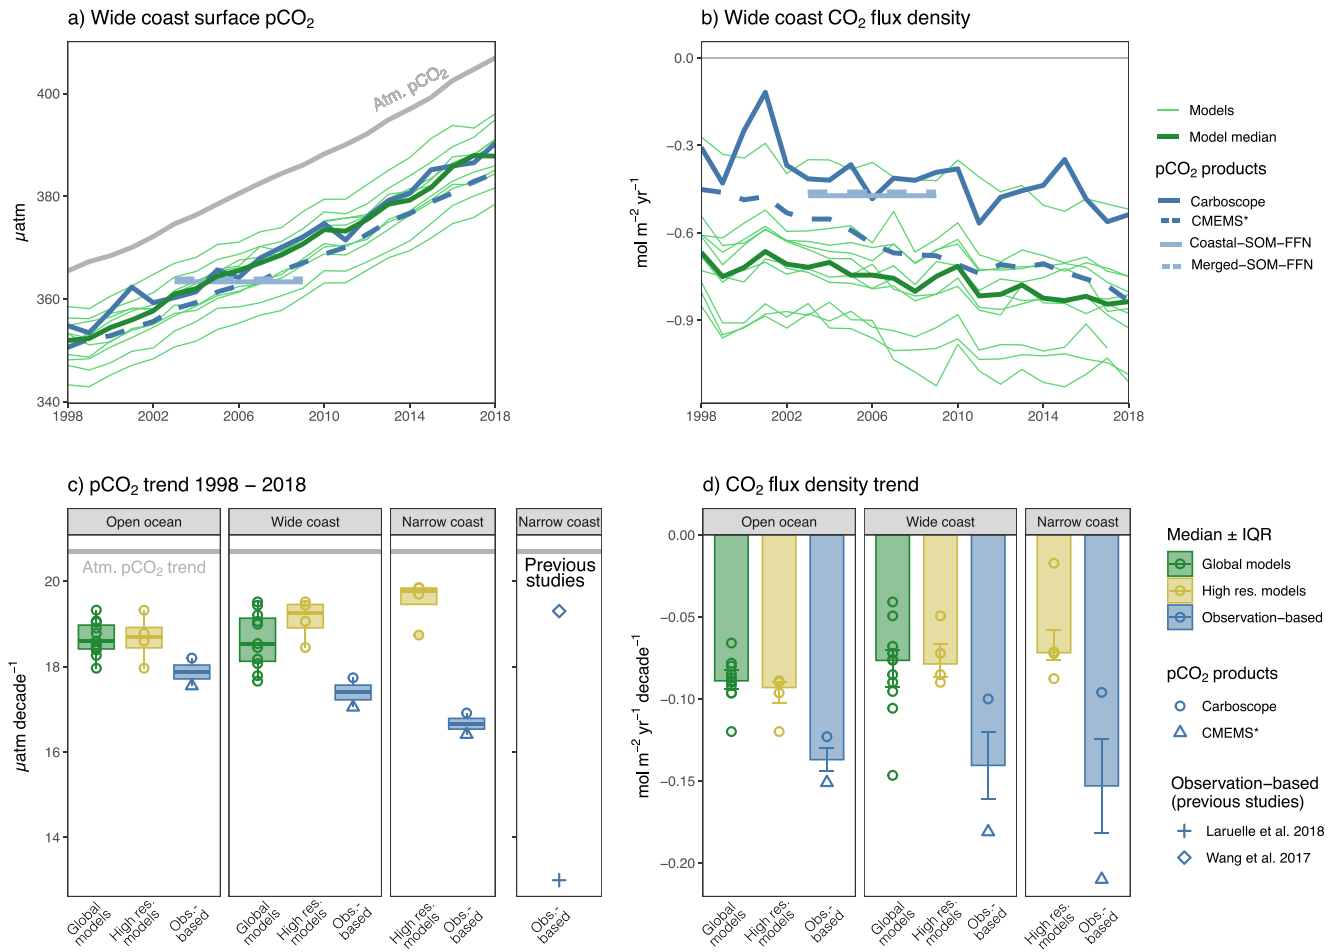 a) Wide coast surface pCO₂
µatm
400
380
360
340
Atm. pCO₂
1998 2002 2006 2010 2014 2018
b) Wide coast CO₂ flux density
mol m⁻² yr⁻¹
0.0
−0.3
−0.6
−0.9
1998 2002 2006 2010 2014 2018
Models
Model median
pCO₂ products
Carboscope
CMEMS*
Coastal−SOM−FFN
Merged−SOM−FFN
c) pCO₂ trend 1998 − 2018
Open ocean Wide coast Narrow coast Narrow coast
Atm. pCO₂ trend
Previous
studies
µatm decade⁻¹
20
18
16
14
Global
models
High res.
models
Obs.-
based
Global
models
High res.
models
Obs.-
based
High res.
models
Obs.-
based
Obs.-
based
d) CO₂ flux density trend
Open ocean Wide coast Narrow coast
mol m⁻² yr⁻¹ decade⁻¹
0.00
−0.05
−0.10
−0.15
−0.20
Global
models
High res.
models
Obs.-
based
Global
models
High res.
models
Obs.-
based
High res.
models
Obs.-
based
Median ± IQR
Global models
High res. models
Observation−based
pCO₂ products
Carboscope
CMEMS*
Observation−based
(previous studies)
Laruelle et al. 2018
Wang et al. 2017